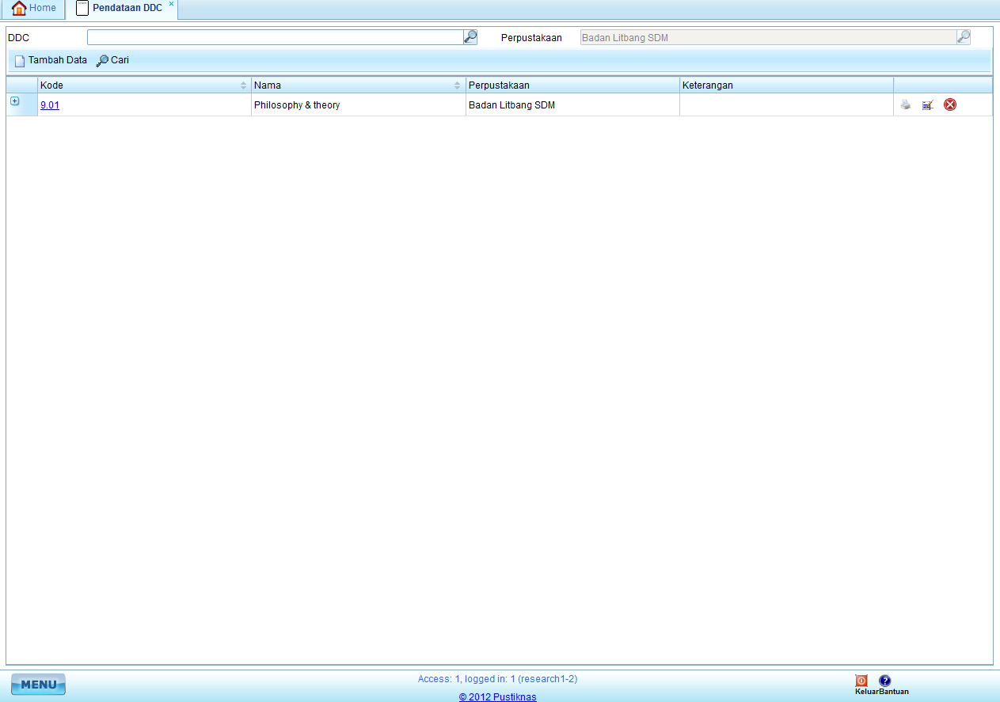 Home Pendataan DDC
DDC Perpustakaan Badan Litbang SDM
Tambah Data Cari
Kode Nama Perpustakaan Keterangan
9.01 Philosophy & theory Badan Litbang SDM
MENU Access: 1, logged in: 1 (research1-2)
KeluarBantuan
© 2012 Pustiknas